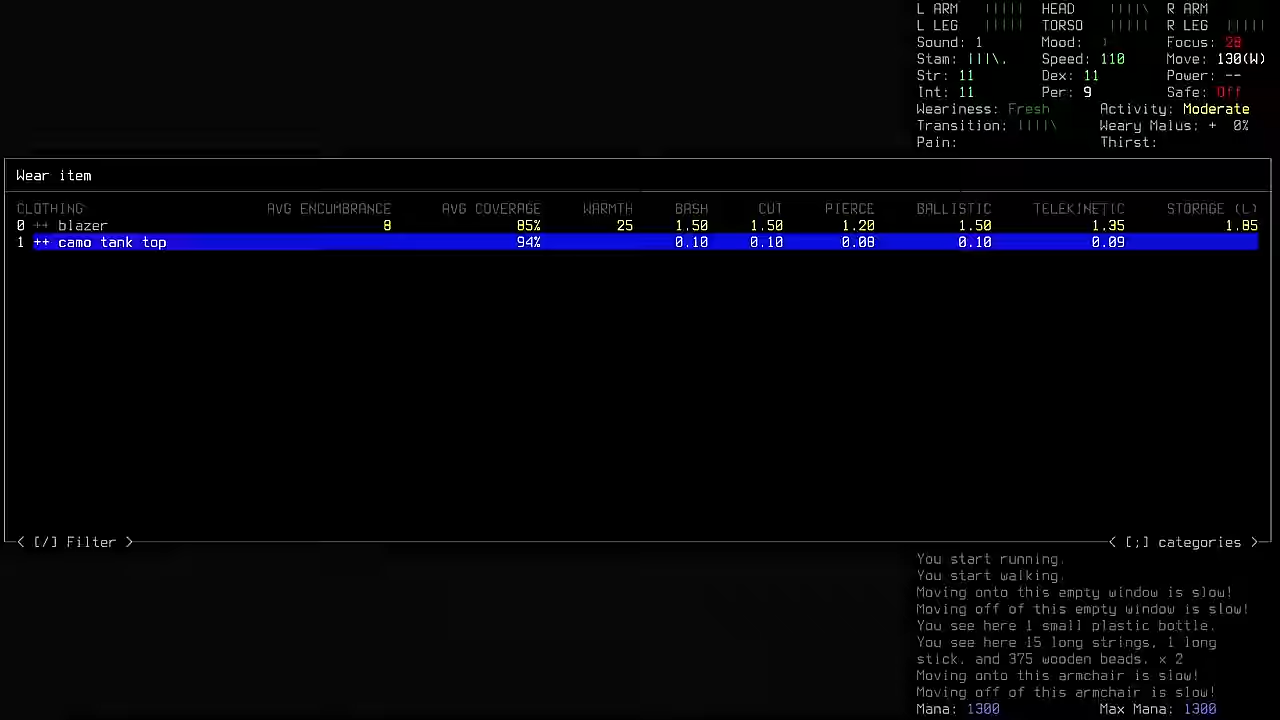 L ARM ||||| HEAD ||||\ R ARM
L LEG ||||| TORSO ||||| R LEG |||||
Sound: 1 Mood: Focus: 28
Stam: |||\. Speed: 110 Move: 130(W)
Str: 11 Dex: 11 Power: --
Int: 11 Per: 9 Safe: Off
Weariness: Fresh Activity: Moderate
Transition: ||||\ Weary Malus: + 0%
Pain: Thirst:
Wear item
CLOTHING AVG ENCUMBRANCE AVG COVERAGE WARMTH BASH CUT PIERCE BALLISTIC TELEKINETIC STORAGE (L)
0 ++ blazer 8 85% 25 1.50 1.50 1.20 1.50 1.35 1.85
1 ++ camo tank top 94% 0.10 0.10 0.08 0.10 0.09
< [/] Filter > < [;] categories >
You start running.
You start walking.
Moving onto this empty window is slow!
Moving off of this empty window is slow!
You see here 1 small plastic bottle.
You see here 15 long strings, 1 long
stick, and 375 wooden beads. x 2
Moving onto this armchair is slow!
Moving off of this armchair is slow!
Mana: 1300 Max Mana: 1300